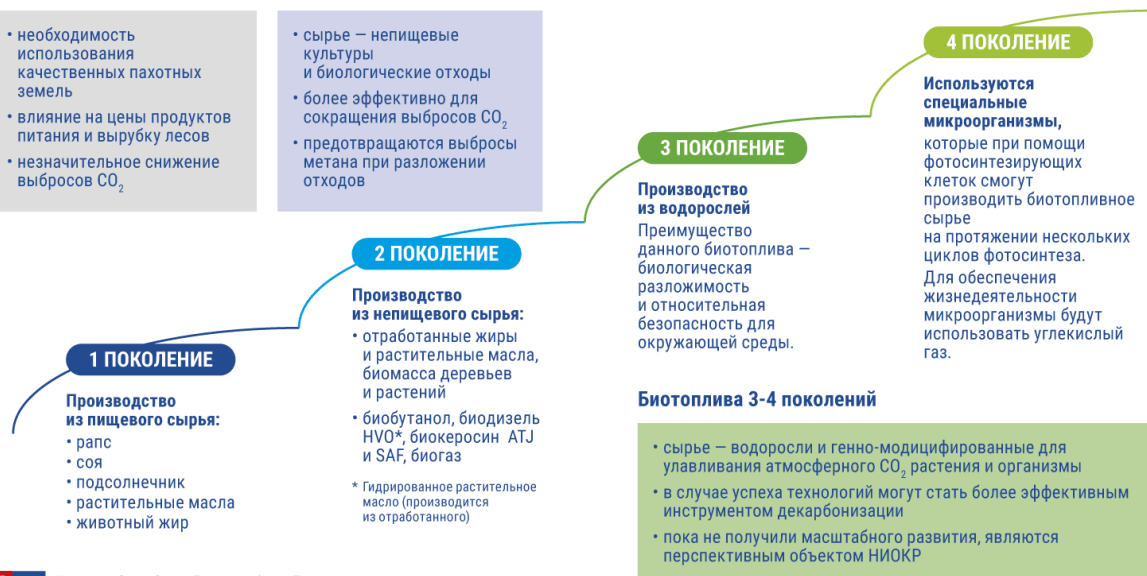 • необходимость
использования
качественных пахотных
земель
• влияние на цены продуктов
питания и вырубку лесов
• незначительное снижение
выбросов CO₂
• сырье — непищевые
культуры
и биологические отходы
• более эффективно для
сокращения выбросов CO₂
• предотвращаются выбросы
метана при разложении
отходов
1 ПОКОЛЕНИЕ
Производство
из пищевого сырья:
• рапс
• соя
• подсолнечник
• растительные масла
• животный жир
2 ПОКОЛЕНИЕ
Производство
из непищевого сырья:
• отработанные жиры
и растительные масла,
биомасса деревьев
и растений
• биобутанол, биодизель
HVO*, биокеросин ATJ
и SAF, биогаз
* Гидрированное растительное
масло (производится
из отработанного)
3 ПОКОЛЕНИЕ
Производство
из водорослей
Преимущество
данного биотоплива —
биологическая
разложимость
и относительная
безопасность для
окружающей среды.
4 ПОКОЛЕНИЕ
Используются
специальные
микроорганизмы,
которые при помощи
фотосинтезирующих
клеток смогут
производить биотопливное
сырье
на протяжении нескольких
циклов фотосинтеза.
Для обеспечения
жизнедеятельности
микроорганизмы будут
использовать углекислый
газ.
Биотоплива 3-4 поколений
• сырье — водоросли и генно-модицифированные для
улавливания атмосферного CO₂ растения и организмы
• в случае успеха технологий могут стать более эффективным
инструментом декарбонизации
• пока не получили масштабного развития, являются
перспективным объектом НИОКР